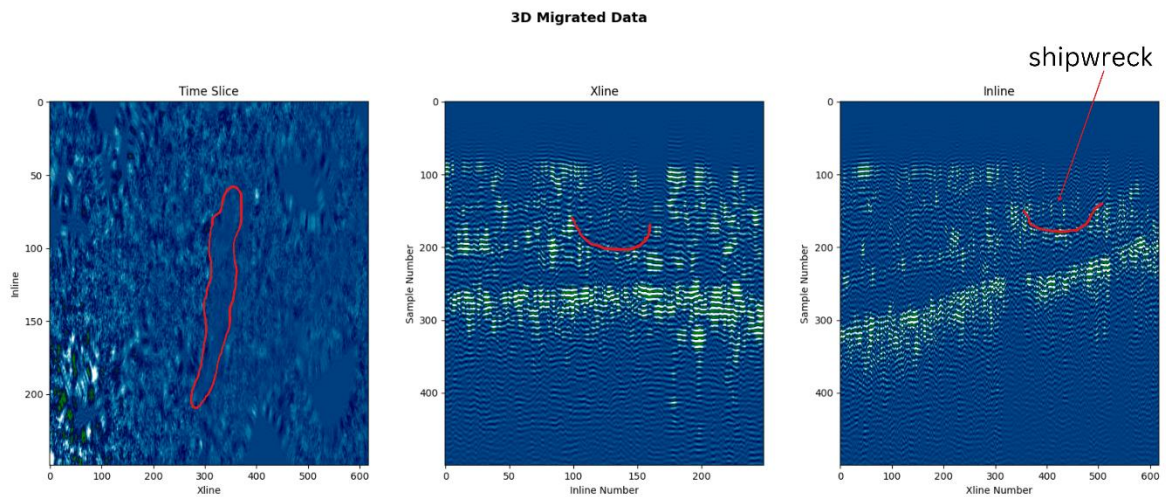 3D Migrated Data
shipwreck
Time Slice
0
50
100
150
200
Inline
0 100 200 300 400 500 600
Xline
Xline
0
100
200
300
400
Sample Number
0 100 200
Inline Number
Inline
0
100
200
300
400
Sample Number
0 100 200 300 400 500 600
Xline Number